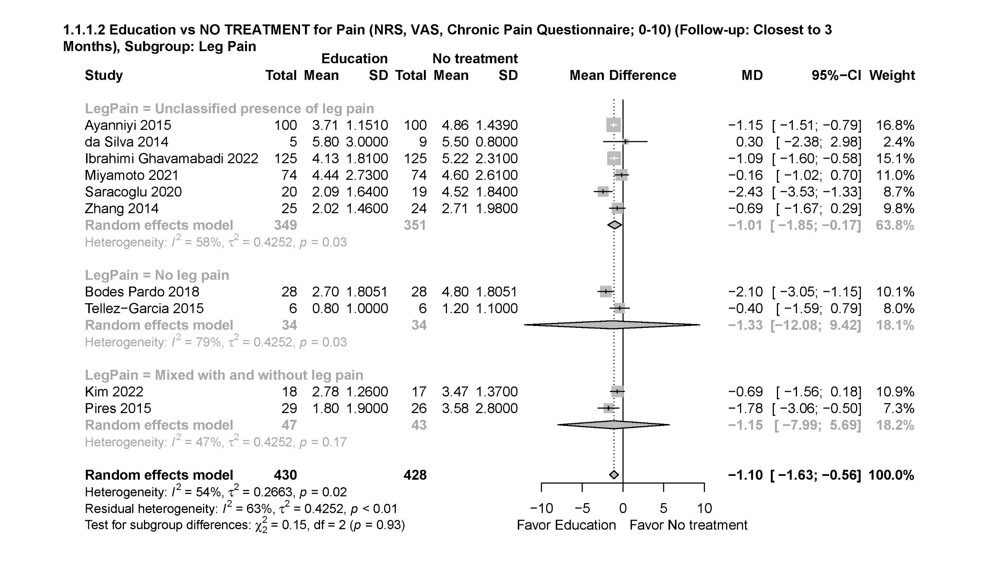 1.1.1.2 Education vs NO TREATMENT for Pain (NRS, VAS, Chronic Pain Questionnaire; 0-10) (Follow-up: Closest to 3
Months), Subgroup: Leg Pain
Education No treatment
Study Total Mean SD Total Mean SD Mean Difference MD 95%−CI Weight
LegPain = Unclassified presence of leg pain
Ayanniyi 2015 100 3.71 1.1510 100 4.86 1.4390 −1.15 [ −1.51; −0.79] 16.8%
da Silva 2014 5 5.80 3.0000 9 5.50 0.8000 0.30 [ −2.38; 2.98] 2.4%
Ibrahimi Ghavamabadi 2022 125 4.13 1.8100 125 5.22 2.3100 −1.09 [ −1.60; −0.58] 15.1%
Miyamoto 2021 74 4.44 2.7300 74 4.60 2.6100 −0.16 [ −1.02; 0.70] 11.0%
Saracoglu 2020 20 2.09 1.6400 19 4.52 1.8400 −2.43 [ −3.53; −1.33] 8.7%
Zhang 2014 25 2.02 1.4600 24 2.71 1.9800 −0.69 [ −1.67; 0.29] 9.8%
Random effects model 349 351 −1.01 [ −1.85; −0.17] 63.8%
Heterogeneity: I² = 58%, τ² = 0.4252, p = 0.03
LegPain = No leg pain
Bodes Pardo 2018 28 2.70 1.8051 28 4.80 1.8051 −2.10 [ −3.05; −1.15] 10.1%
Tellez−Garcia 2015 6 0.80 1.0000 6 1.20 1.1000 −0.40 [ −1.59; 0.79] 8.0%
Random effects model 34 34 −1.33 [−12.08; 9.42] 18.1%
Heterogeneity: I² = 79%, τ² = 0.4252, p = 0.03
LegPain = Mixed with and without leg pain
Kim 2022 18 2.78 1.2600 17 3.47 1.3700 −0.69 [ −1.56; 0.18] 10.9%
Pires 2015 29 1.80 1.9000 26 3.58 2.8000 −1.78 [ −3.06; −0.50] 7.3%
Random effects model 47 43 −1.15 [ −7.99; 5.69] 18.2%
Heterogeneity: I² = 47%, τ² = 0.4252, p = 0.17
Random effects model 430 428 −1.10 [ −1.63; −0.56] 100.0%
Heterogeneity: I² = 54%, τ² = 0.2663, p = 0.02
Residual heterogeneity: I² = 63%, τ² = 0.4252, p < 0.01
−10 −5 0 5 10
Test for subgroup differences: χ²₂ = 0.15, df = 2 (p = 0.93)
Favor Education Favor No treatment